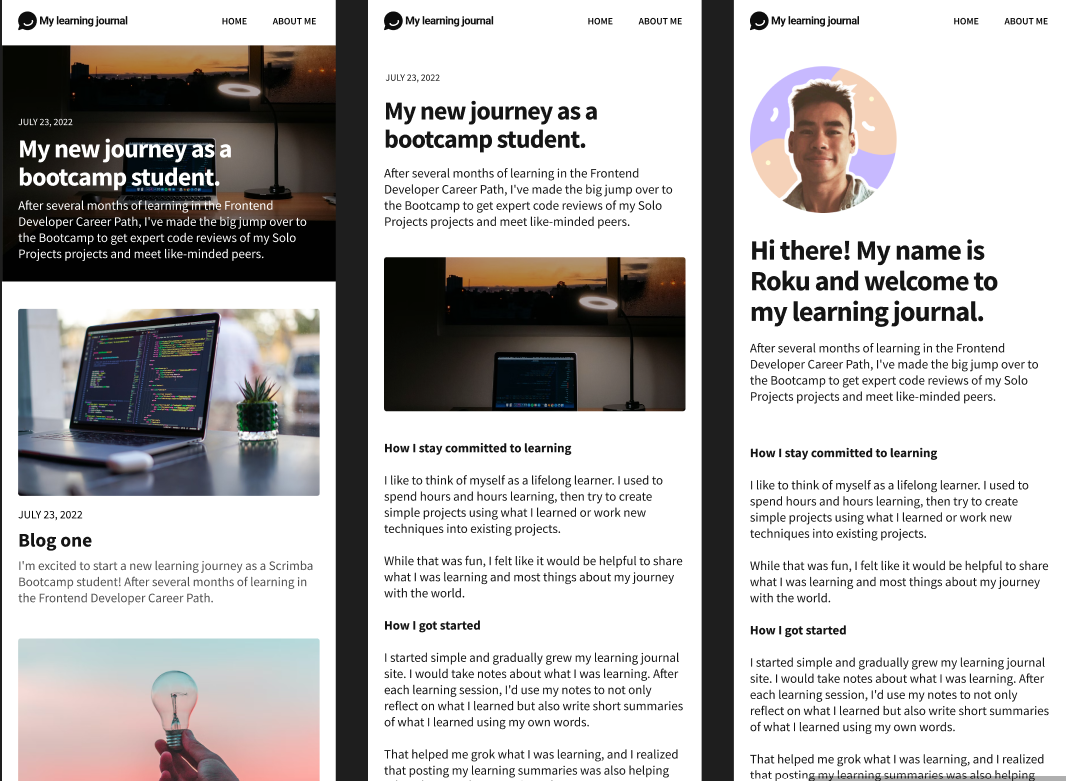 My learning journal
HOME
ABOUT ME
JULY 23, 2022
My new journey as a
bootcamp student.
After several months of learning in the Frontend
Developer Career Path, I've made the big jump over to
the Bootcamp to get expert code reviews of my Solo
Projects projects and meet like-minded peers.
JULY 23, 2022
Blog one
I'm excited to start a new learning journey as a Scrimba
Bootcamp student! After several months of learning in
the Frontend Developer Career Path.
My learning journal
HOME
ABOUT ME
JULY 23, 2022
My new journey as a
bootcamp student.
After several months of learning in the Frontend
Developer Career Path, I've made the big jump over to
the Bootcamp to get expert code reviews of my Solo
Projects projects and meet like-minded peers.
How I stay committed to learning
I like to think of myself as a lifelong learner. I used to
spend hours and hours learning, then try to create
simple projects using what I learned or work new
techniques into existing projects.
While that was fun, I felt like it would be helpful to share
what I was learning and most things about my journey
with the world.
How I got started
I started simple and gradually grew my learning journal
site. I would take notes about what I was learning. After
each learning session, I'd use my notes to not only
reflect on what I learned but also write short summaries
of what I learned using my own words.
That helped me grok what I was learning, and I realized
that posting my learning summaries was also helping
My learning journal
HOME
ABOUT ME
Hi there! My name is
Roku and welcome to
my learning journal.
After several months of learning in the Frontend
Developer Career Path, I've made the big jump over to
the Bootcamp to get expert code reviews of my Solo
Projects projects and meet like-minded peers.
How I stay committed to learning
I like to think of myself as a lifelong learner. I used to
spend hours and hours learning, then try to create
simple projects using what I learned or work new
techniques into existing projects.
While that was fun, I felt like it would be helpful to share
what I was learning and most things about my journey
with the world.
How I got started
I started simple and gradually grew my learning journal
site. I would take notes about what I was learning. After
each learning session, I'd use my notes to not only
reflect on what I learned but also write short summaries
of what I learned using my own words.
That helped me grok what I was learning, and I realized
that posting my learning summaries was also helping